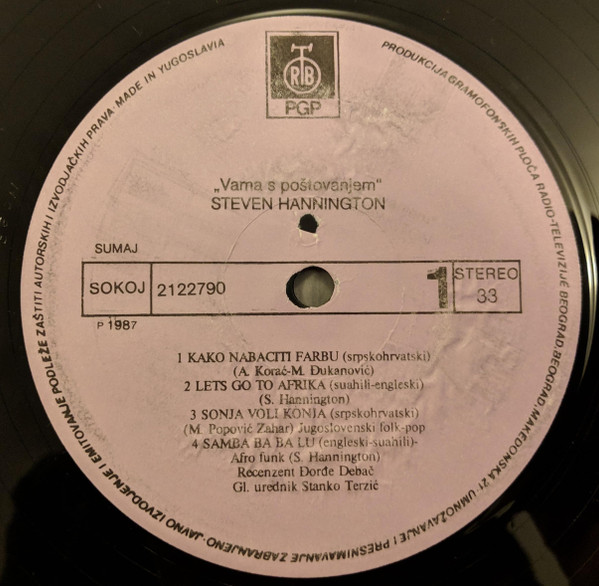 RTB
PGP
„Vama s poštovanjem"
STEVEN HANNINGTON
SUMAJ
SOKOJ 2122790 1 STEREO 33
P 1987
1 KAKO NABACITI FARBU (srpskohrvatski)
(A. Korać-M. Đukanović)
2 LETS GO TO AFRIKA (suahili-engleski)
(S. Hannington)
3 SONJA VOLI KONJA (srpskohrvatski)
(M. Popović Zahar) Jugoslovenski folk-pop
4 SAMBA BA BA LU (engleski-suahili)-
Afro funk (S. Hannington)
Recenzent Đorđe Debač
Gl. urednik Stanko Terzić
PRODUKCIJA GRAMOFONSKIH PLOČA RADIO-TELEVIZIJE BEOGRAD, MAKEDONSKA 21· UMNOŽAVANJE I PRESNIMAVANJE ZABRANJENO· JAVNO IZVODJENJE I EMITOVANJE PODLEŽE ZAŠTITI AUTORSKIH I IZVODJAČKIH PRAVA· MADE IN YUGOSLAVIA